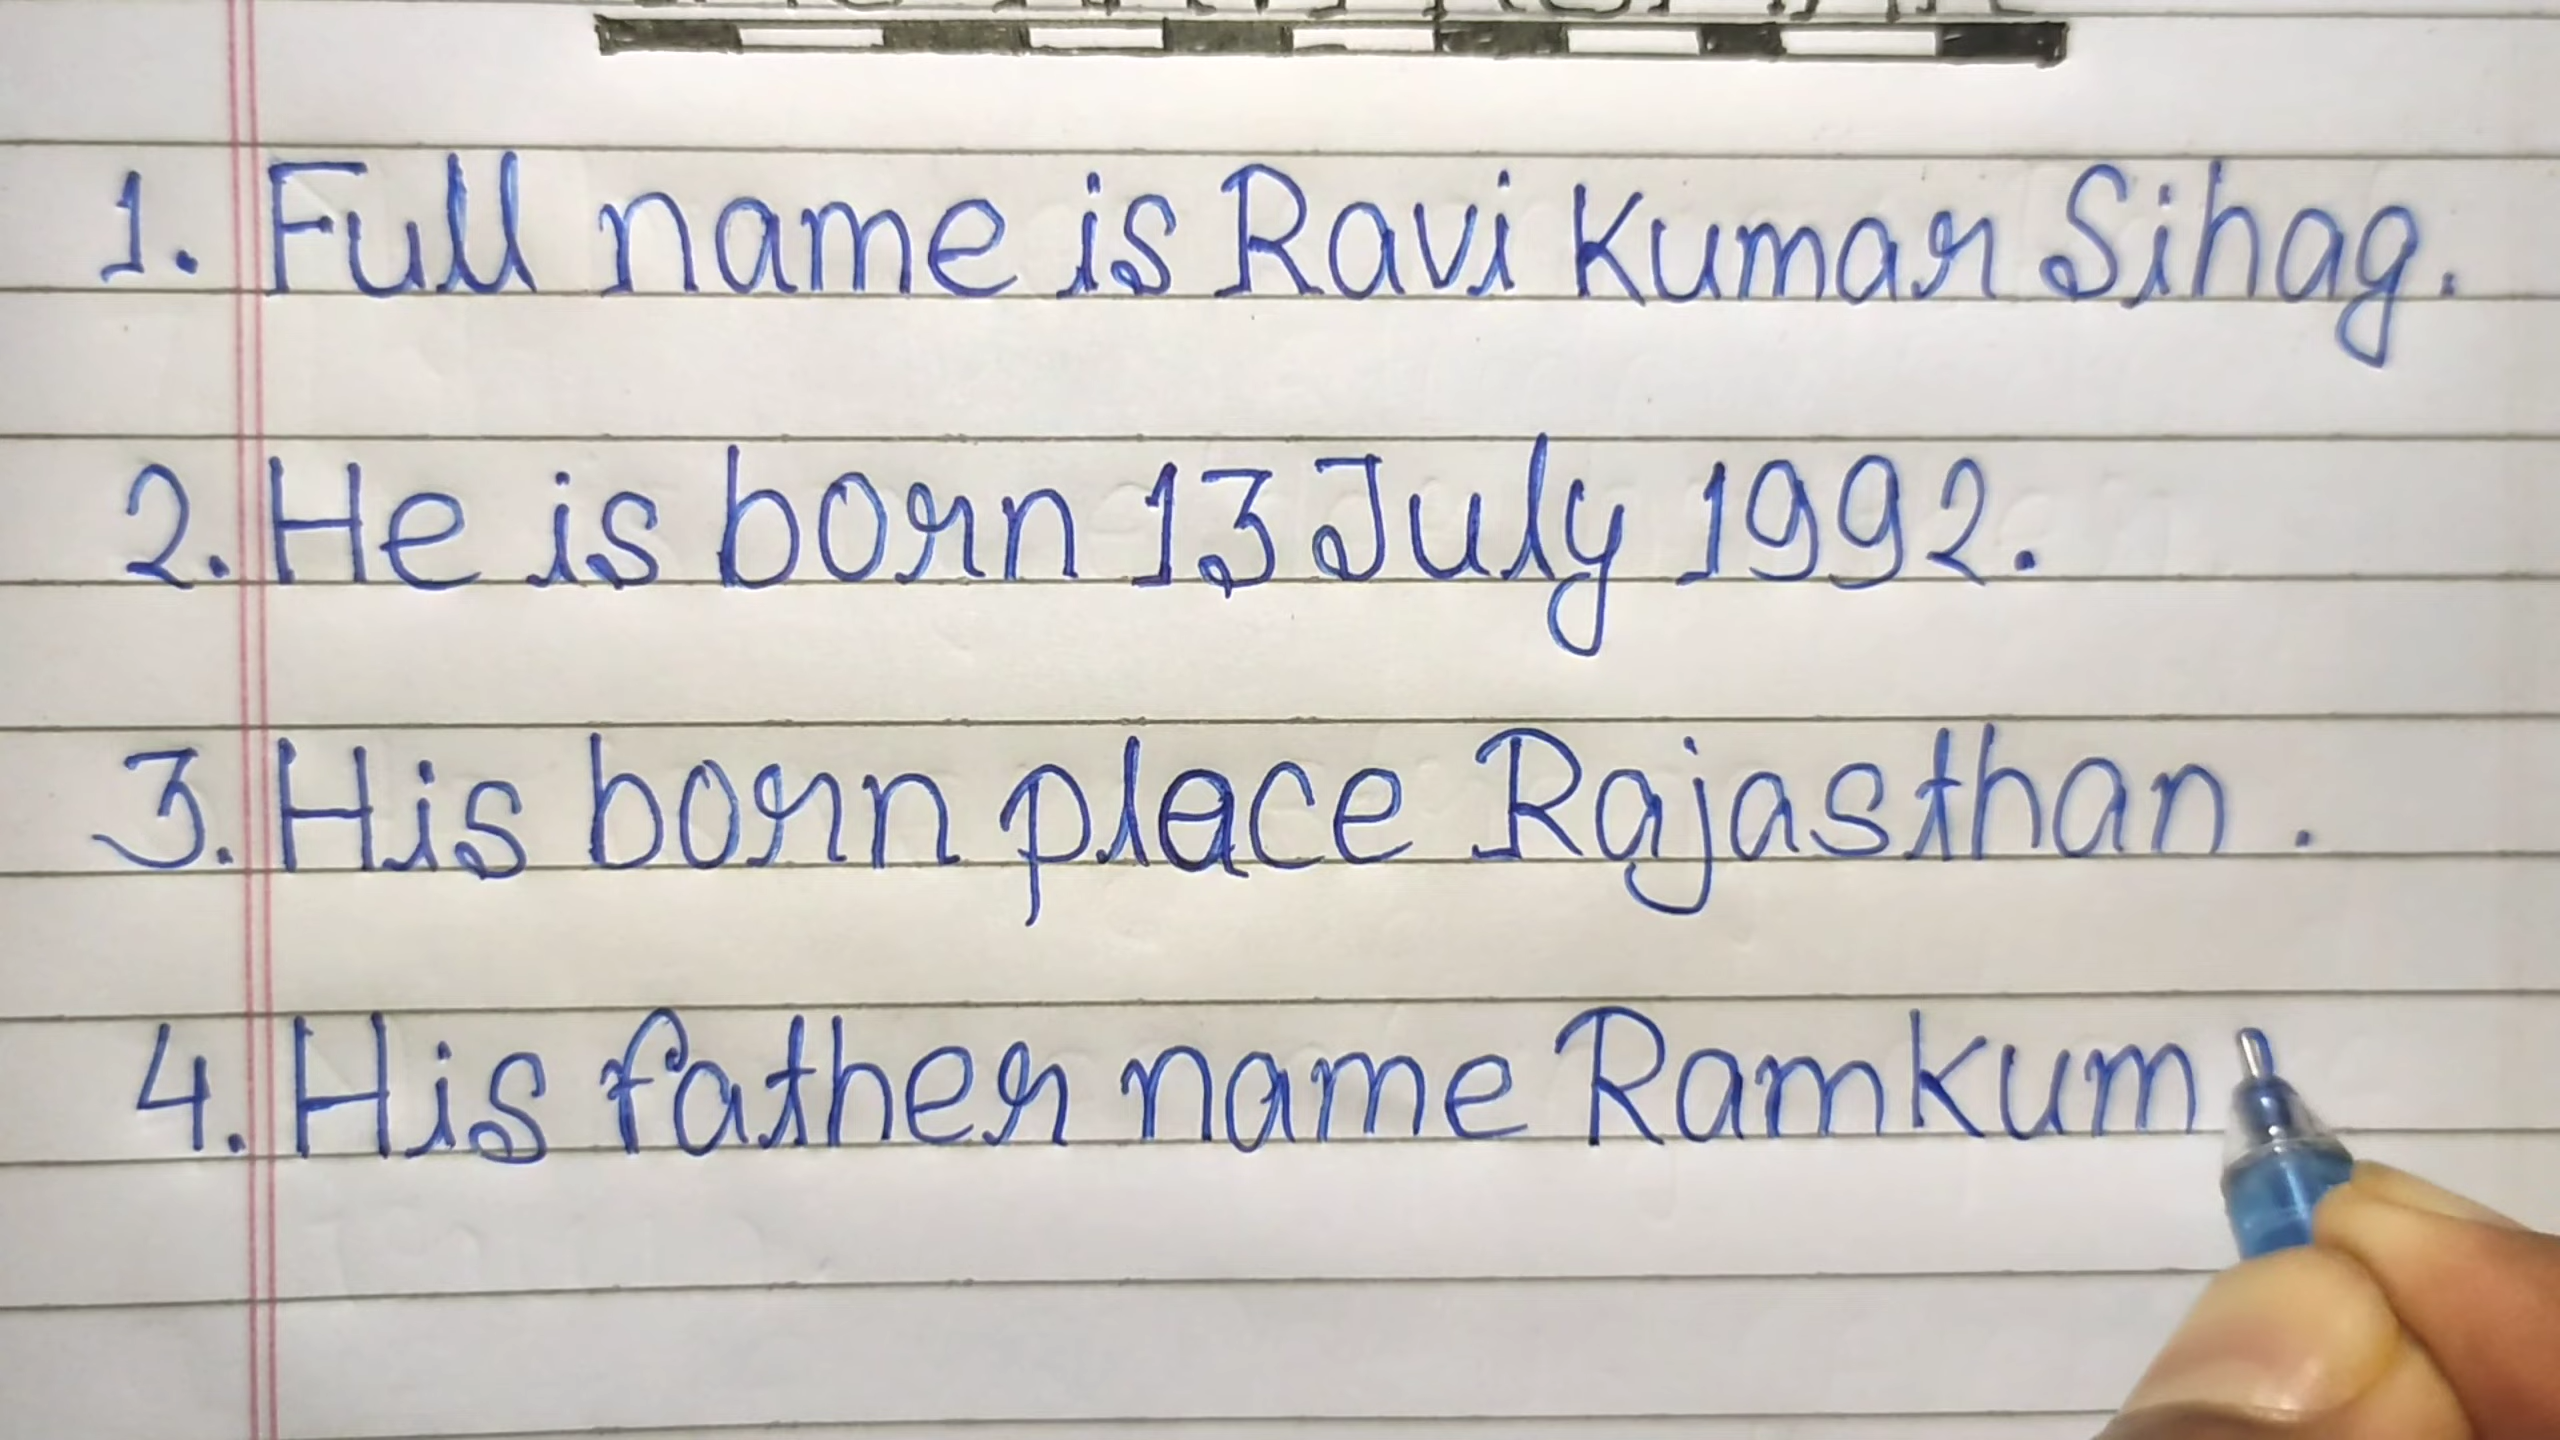 1. Full name is Ravi Kumar Sihag.
2. He is born 13 July 1992.
3. His born place Rajasthan.
4. His father name Ramkum